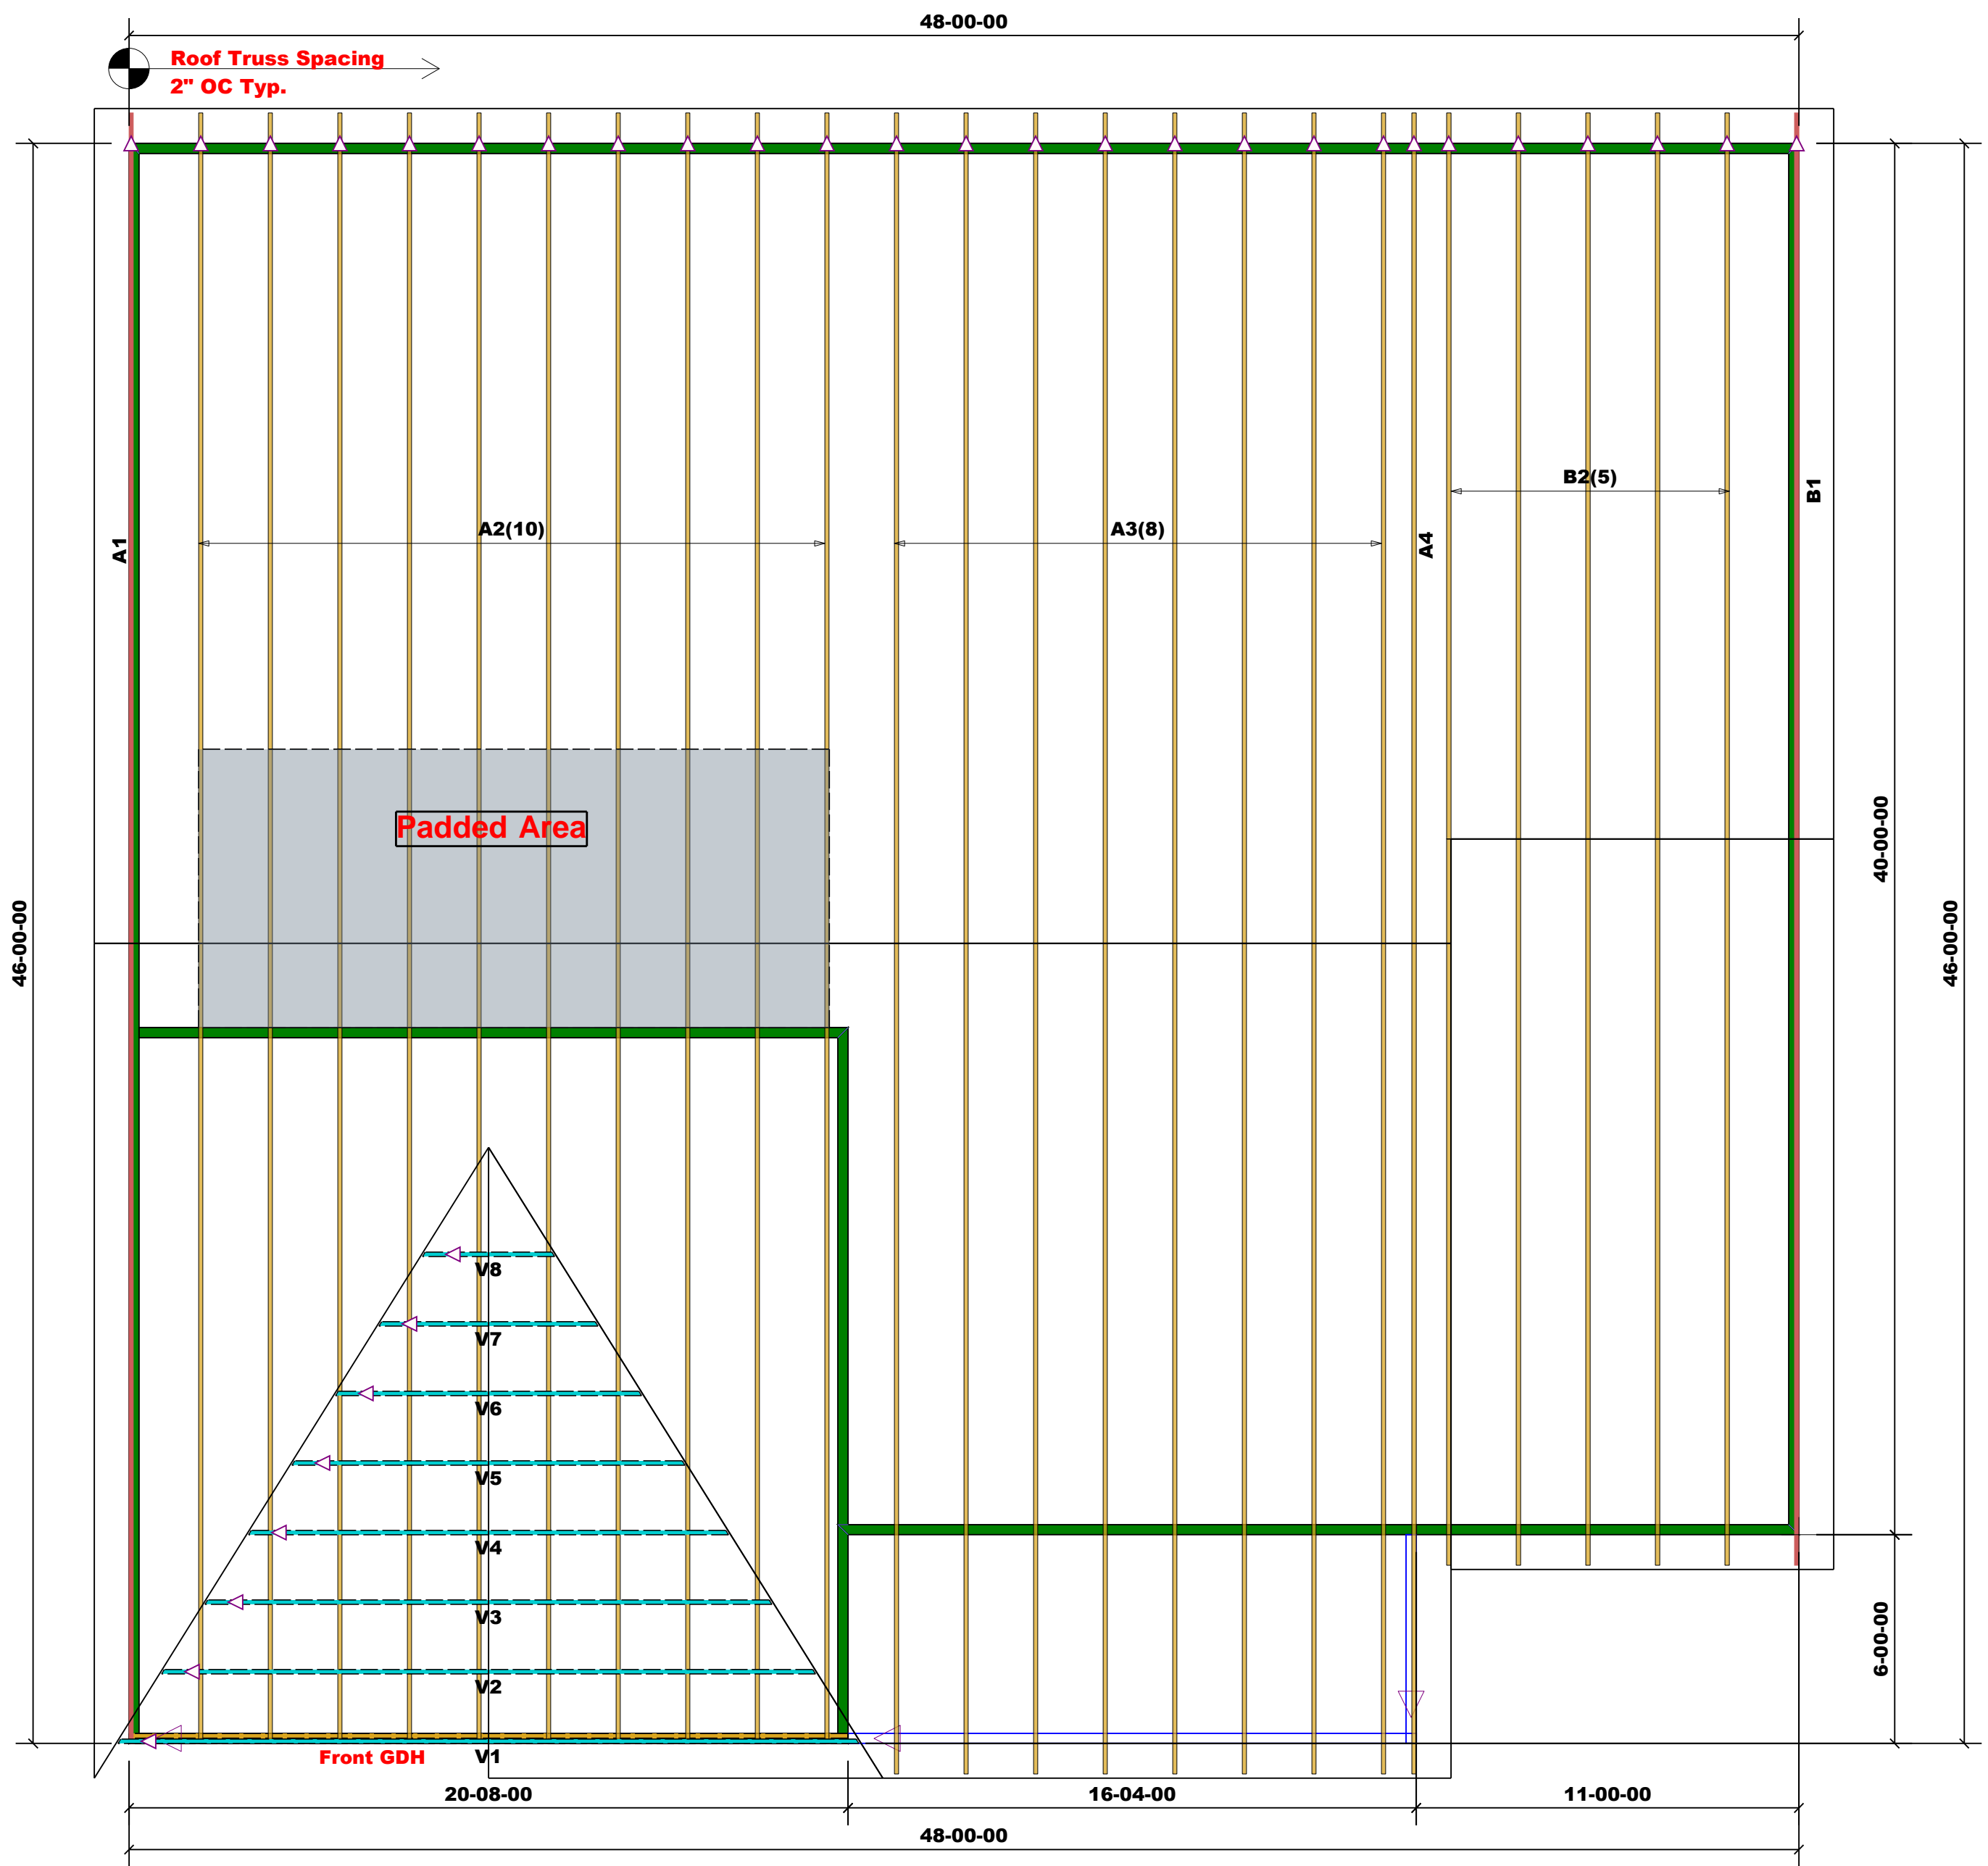 48-00-00
Roof Truss Spacing
2" OC Typ.
B2(5)
B1
A2(10)
A3(8)
A1
A4
Padded Area
40-00-00
46-00-00
46-00-00
V8
V7
V6
V5
V4
V3
6-00-00
V2
Front GDH
V1
20-08-00
16-04-00
11-00-00
48-00-00